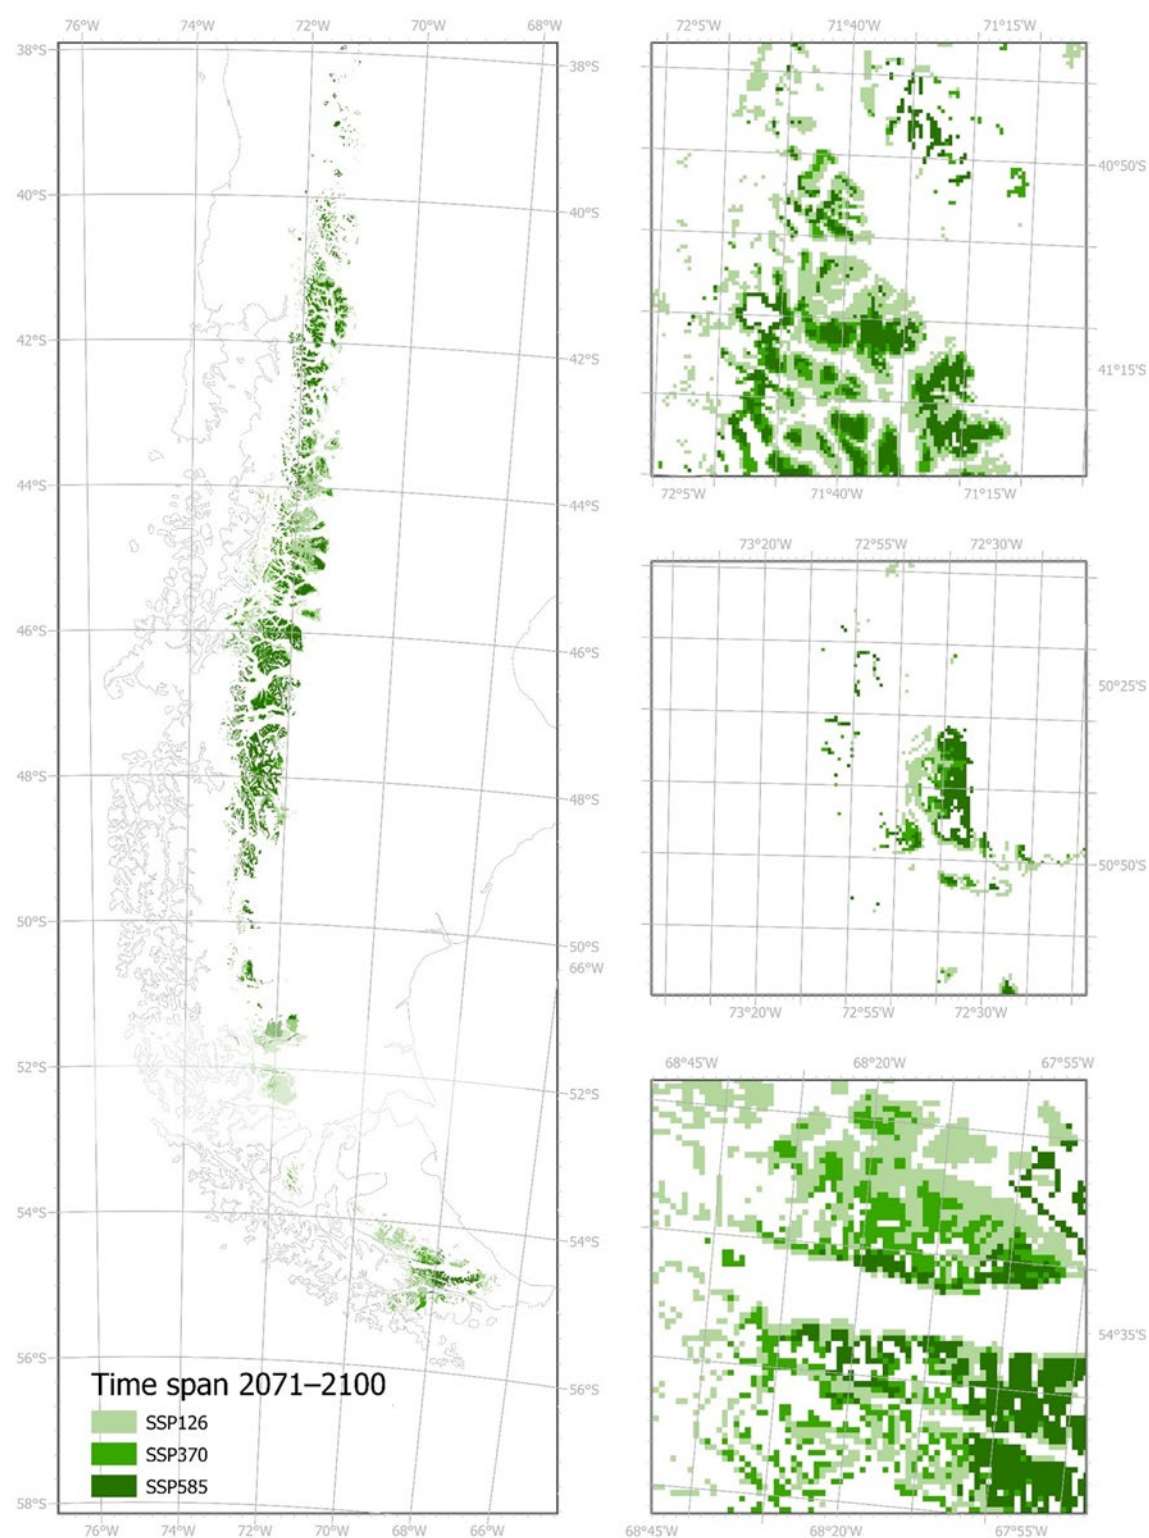 76°W 74°W 72°W 70°W 68°W
38°S
38°S
40°S
40°S
42°S
42°S
44°S
44°S
46°S
46°S
48°S
48°S
50°S
50°S
66°W
52°S
52°S
54°S
54°S
56°S
56°S
58°S
Time span 2071–2100
SSP126
SSP370
SSP585
76°W 74°W 72°W 70°W 68°W 66°W
72°5'W 71°40'W 71°15'W
40°50'S
41°15'S
72°5'W 71°40'W 71°15'W
73°20'W 72°55'W 72°30'W
50°25'S
50°50'S
73°20'W 72°55'W 72°30'W
68°45'W 68°20'W 67°55'W
54°35'S
68°45'W 68°20'W 67°55'W